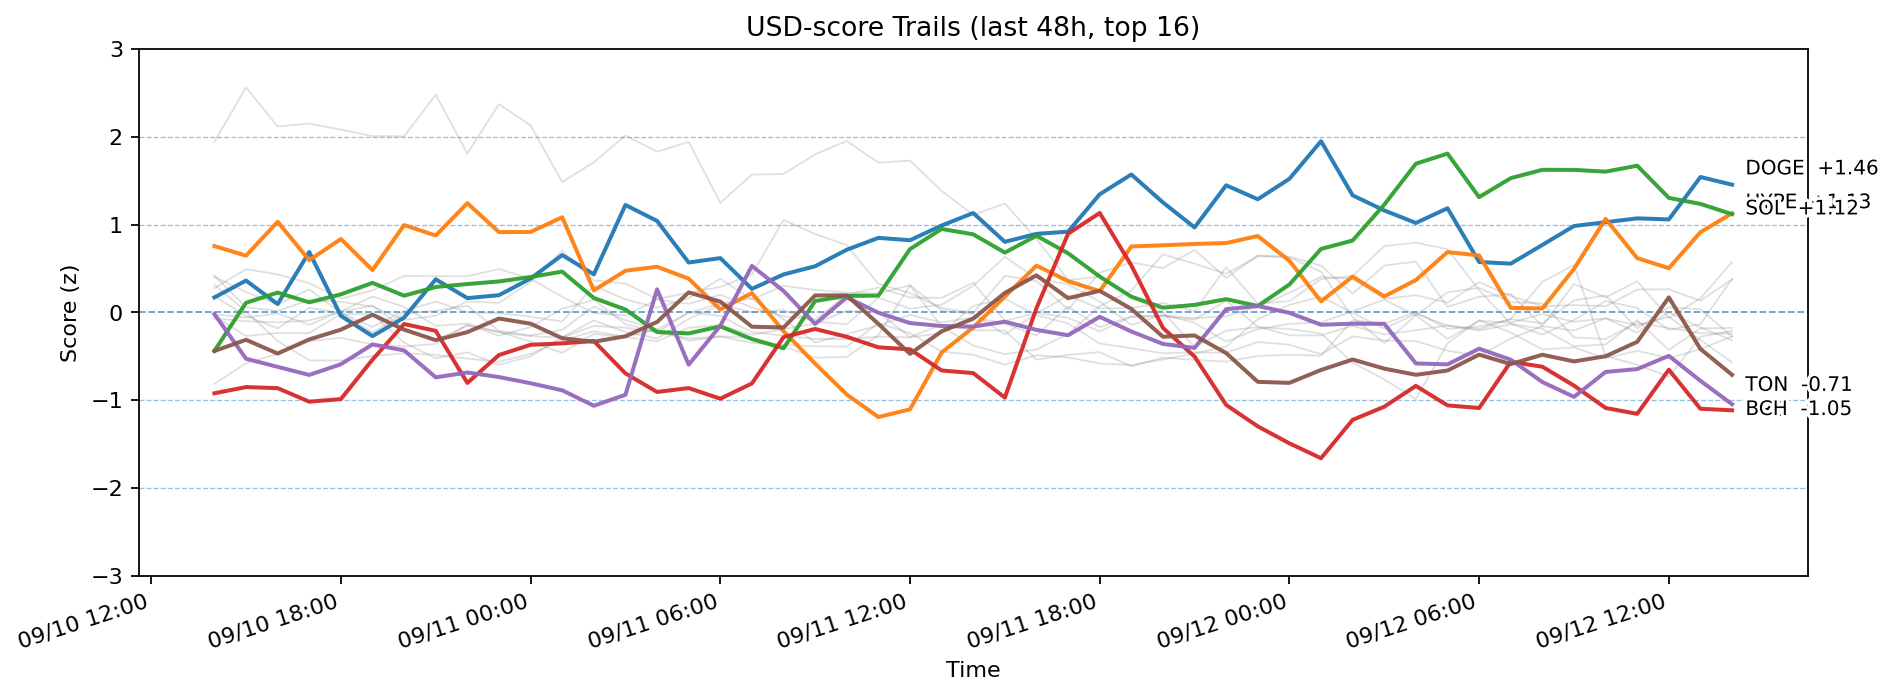 USD-score Trails (last 48h, top 16)
3
2
1
0
−1
−2
−3
Score (z)
DOGE +1.46
SOL +1.12
TON -0.71
BCH -1.05
09/10 12:00
09/10 18:00
09/11 00:00
09/11 06:00
09/11 12:00
09/11 18:00
09/12 00:00
09/12 06:00
09/12 12:00
Time